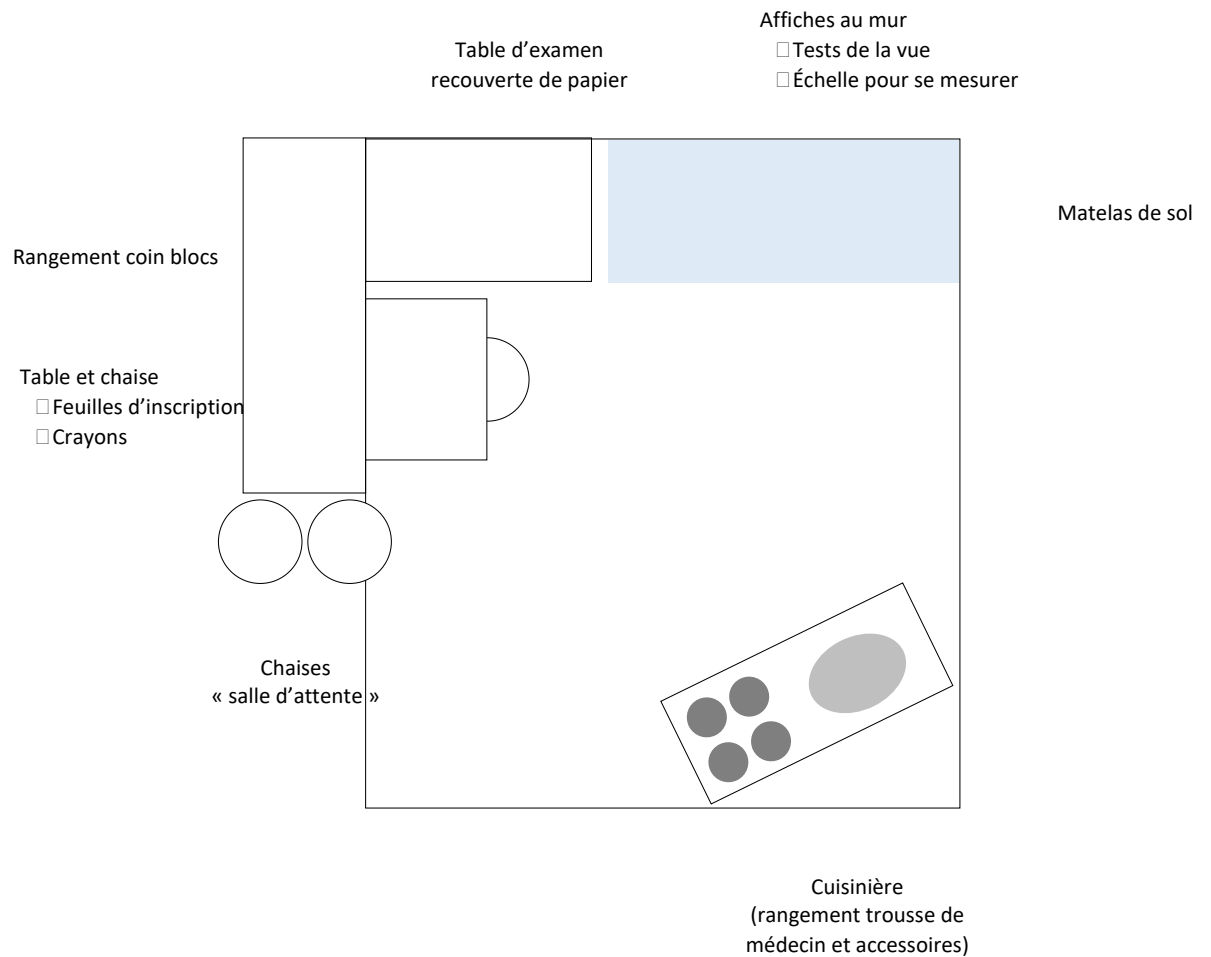 Affiches au mur
□ Tests de la vue
□ Échelle pour se mesurer
Table d’examen
recouverte de papier
Matelas de sol
Rangement coin blocs
Table et chaise
□ Feuilles d’inscription
□ Crayons
Chaises
« salle d’attente »
Cuisinière
(rangement trousse de
médecin et accessoires)